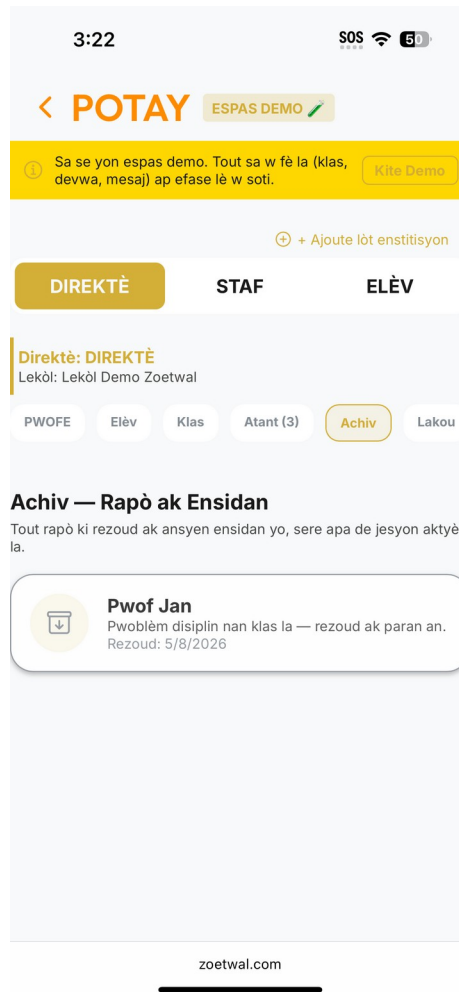 3:22
SOS
50
POTAY
ESPAS DEMO
Sa se yon espas demo. Tout sa w fè la (klas,
devwa, mesaj) ap efase lè w soti.
Kite Demo
+ Ajoute lòt enstitisyon
DIREKTÈ
STAF
ELÈV
Direktè: DIREKTÈ
Lekòl: Lekòl Demo Zoetwal
PWOFE
Elèv
Klas
Atant (3)
Achiv
Lakou
Achiv — Rapò ak Ensidan
Tout rapò ki rezoud ak ansyen ensidan yo, sere apa de jesyon aktyè
la.
Pwof Jan
Pwoblèm disiplin nan klas la — rezoud ak paran an.
Rezoud: 5/8/2026
zoetwal.com